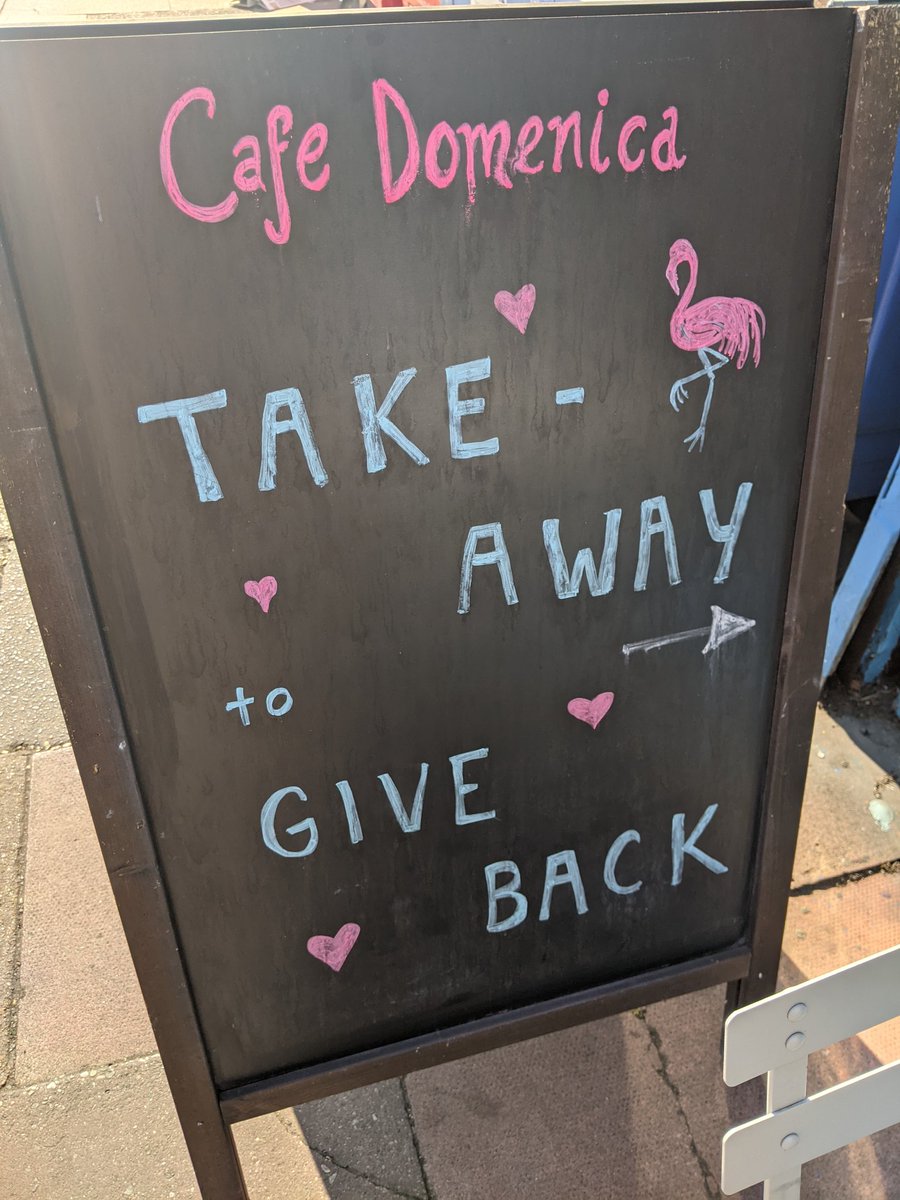 Cafe Domenica
TAKE-
AWAY
to
GIVE
BACK